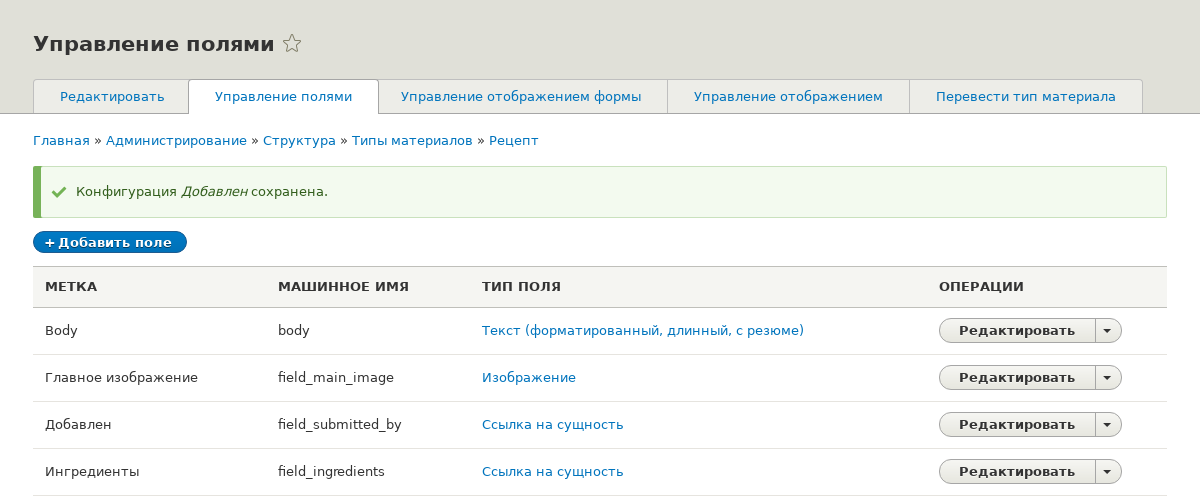 Управление полями
Редактировать Управление полями Управление отображением формы Управление отображением Перевести тип материала
Главная » Администрирование » Структура » Типы материалов » Рецепт
Конфигурация Добавлен сохранена.
+ Добавить поле
МЕТКА МАШИННОЕ ИМЯ ТИП ПОЛЯ ОПЕРАЦИИ
Body body Текст (форматированный, длинный, с резюме) Редактировать
Главное изображение field_main_image Изображение Редактировать
Добавлен field_submitted_by Ссылка на сущность Редактировать
Ингредиенты field_ingredients Ссылка на сущность Редактировать